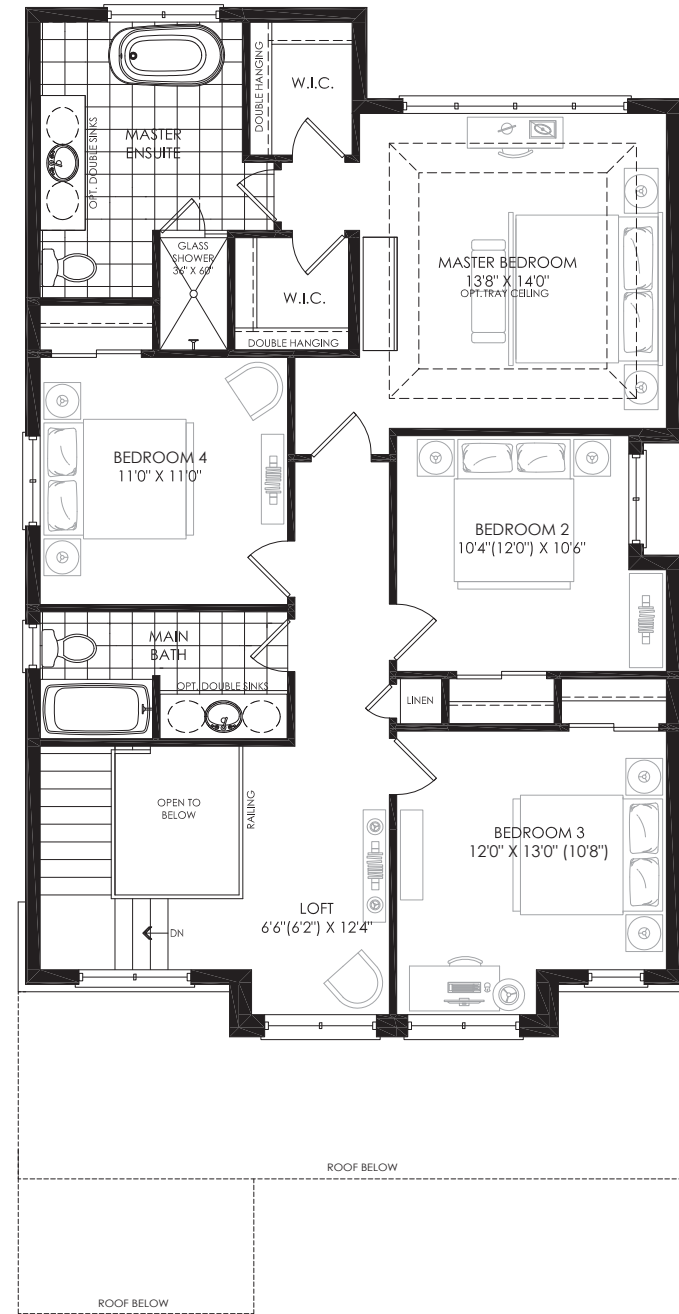 DOUBLE HANGING
W.I.C.
OPT. DOUBLE SINKS
MASTER
ENSUITE
GLASS
SHOWER
36" X 60"
W.I.C.
DOUBLE HANGING
MASTER BEDROOM
13'8" X 14'0"
OPT.TRAY CEILING
BEDROOM 4
11'0" X 11'0"
BEDROOM 2
10'4"(12'0") X 10'6"
MAIN
BATH
OPT. DOUBLE SINKS
LINEN
OPEN TO
BELOW
RAILING
BEDROOM 3
12'0" X 13'0" (10'8")
LOFT
6'6"(6'2") X 12'4"
DN
ROOF BELOW
ROOF BELOW